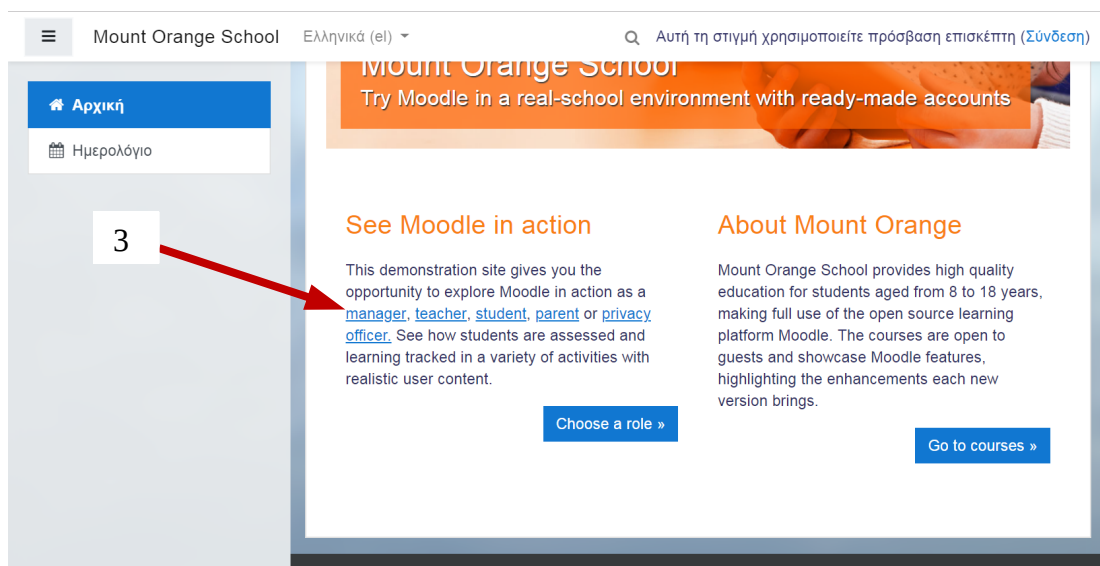 Mount Orange School Ελληνικά (el) Αυτή τη στιγμή χρησιμοποιείτε πρόσβαση επισκέπτη (Σύνδεση)
Αρχική
Ημερολόγιο
Mount Orange School
Try Moodle in a real-school environment with ready-made accounts
3
See Moodle in action
This demonstration site gives you the
opportunity to explore Moodle in action as a
manager, teacher, student, parent or privacy
officer. See how students are assessed and
learning tracked in a variety of activities with
realistic user content.
Choose a role »
About Mount Orange
Mount Orange School provides high quality
education for students aged from 8 to 18 years,
making full use of the open source learning
platform Moodle. The courses are open to
guests and showcase Moodle features,
highlighting the enhancements each new
version brings.
Go to courses »